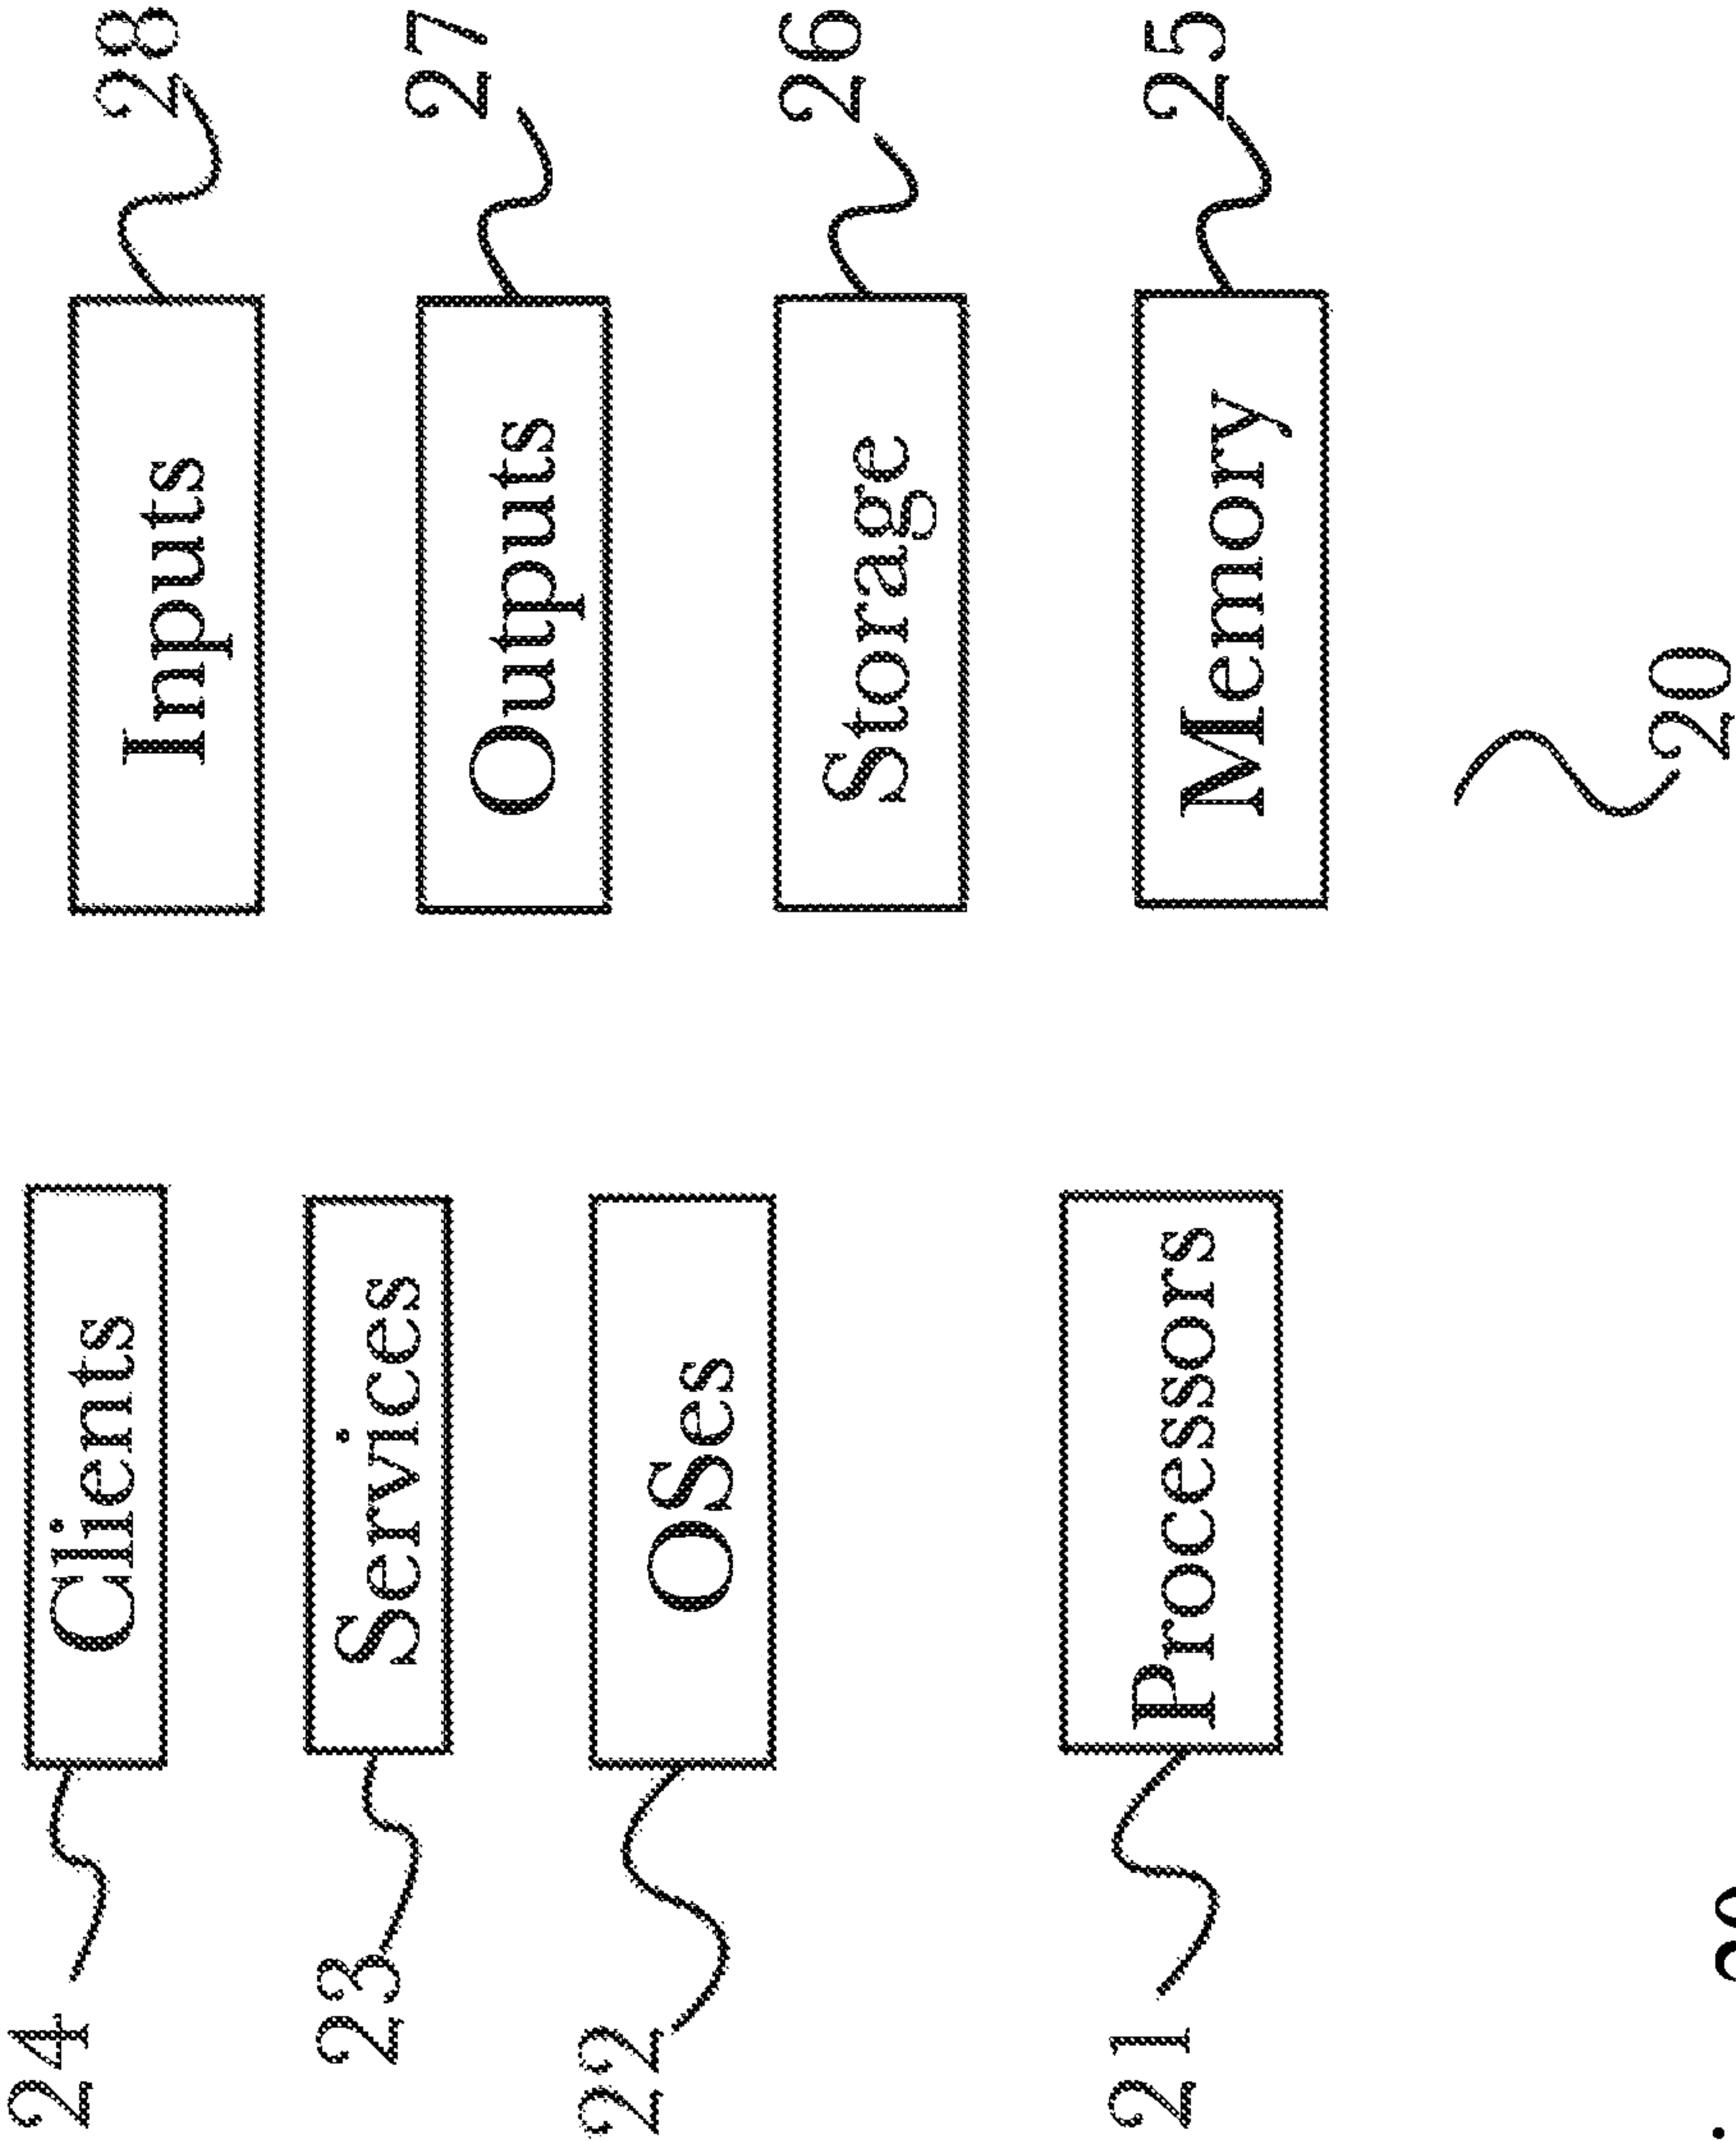 24 Clients Inputs 28
23 Services Outputs 27
22 OSes Storage 26
21 Processors Memory 25
20